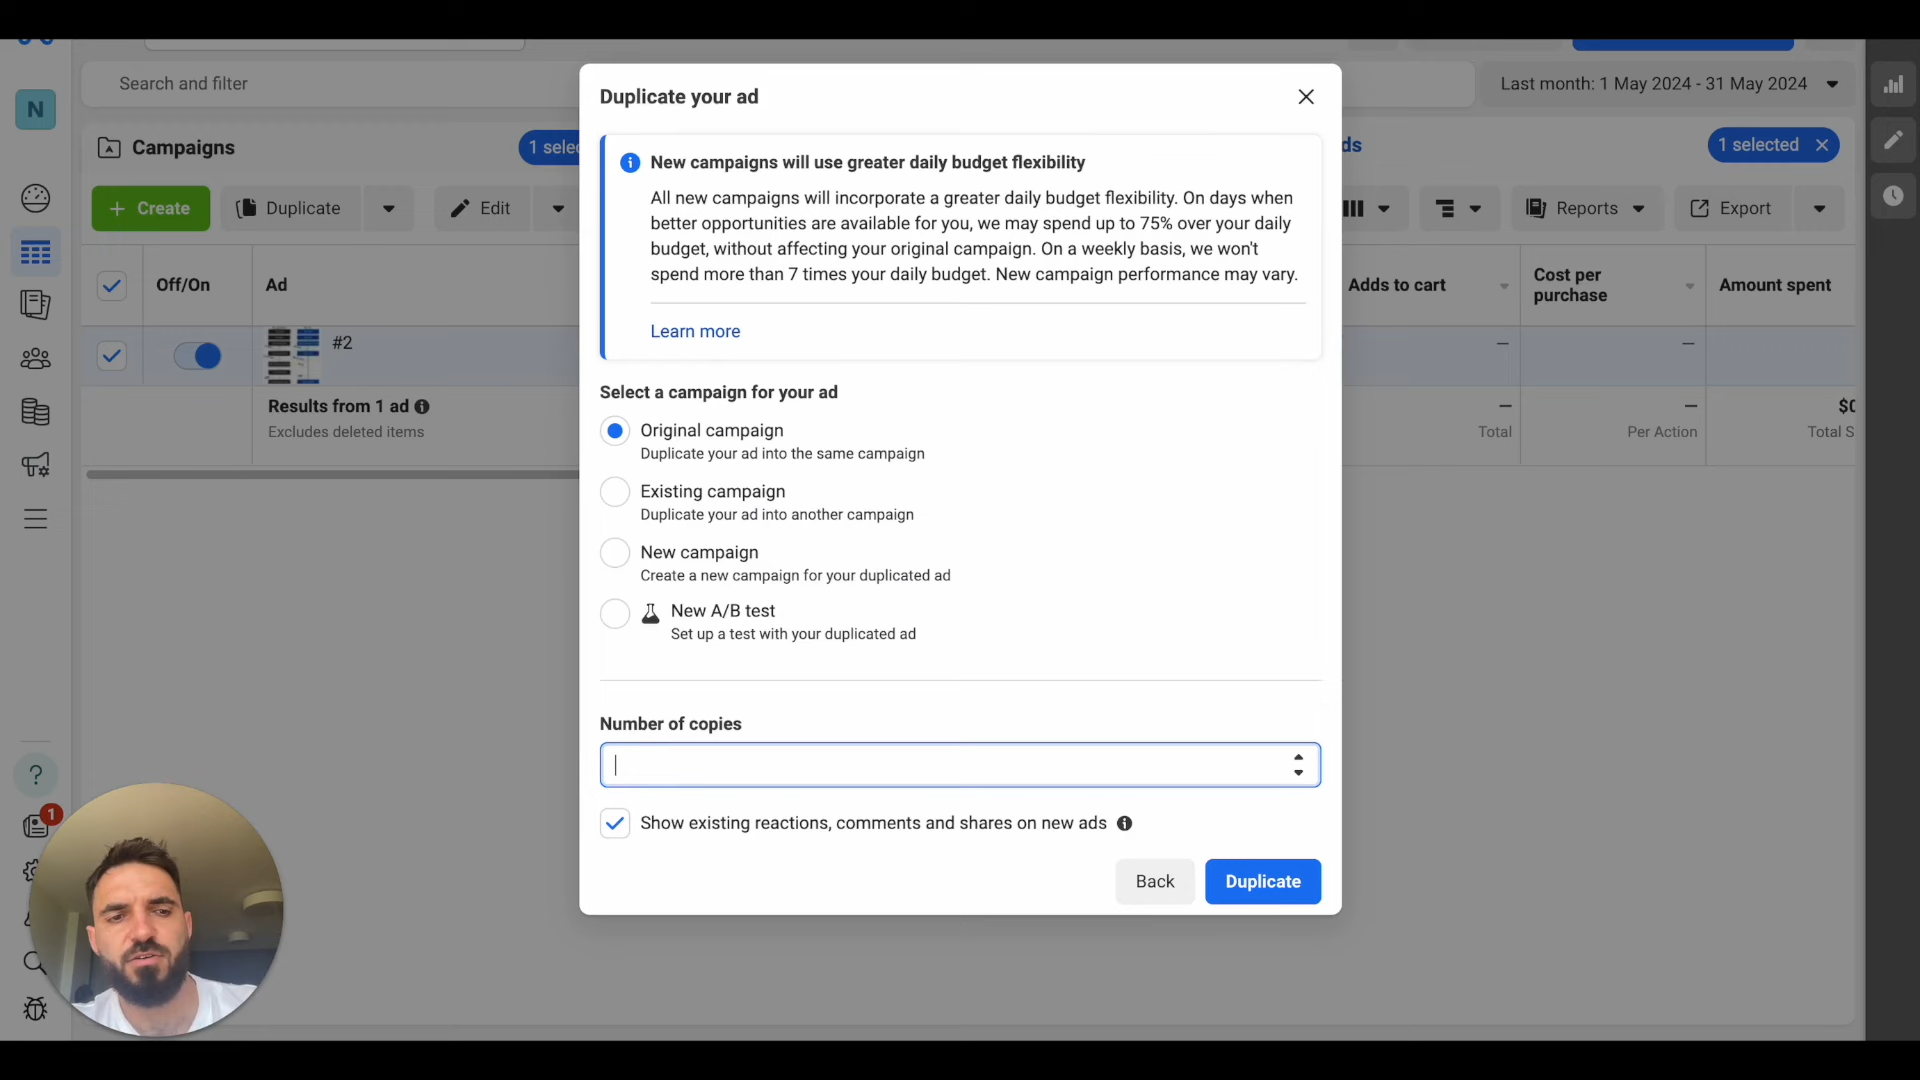 Search and filter
Last month: 1 May 2024 - 31 May 2024
N
Campaigns
1 selec
ds
1 selected
+ Create
Duplicate
Edit
Reports
Export
Off/On
Ad
Adds to cart
Cost per
purchase
Amount spent
#2
—
—
Results from 1 ad
Excludes deleted items
—
Total
—
Per Action
$0
Total S
Duplicate your ad
New campaigns will use greater daily budget flexibility
All new campaigns will incorporate a greater daily budget flexibility. On days when
better opportunities are available for you, we may spend up to 75% over your daily
budget, without affecting your original campaign. On a weekly basis, we won't
spend more than 7 times your daily budget. New campaign performance may vary.
Learn more
Select a campaign for your ad
Original campaign
Duplicate your ad into the same campaign
Existing campaign
Duplicate your ad into another campaign
New campaign
Create a new campaign for your duplicated ad
New A/B test
Set up a test with your duplicated ad
Number of copies
Show existing reactions, comments and shares on new ads
Back
Duplicate
?
1